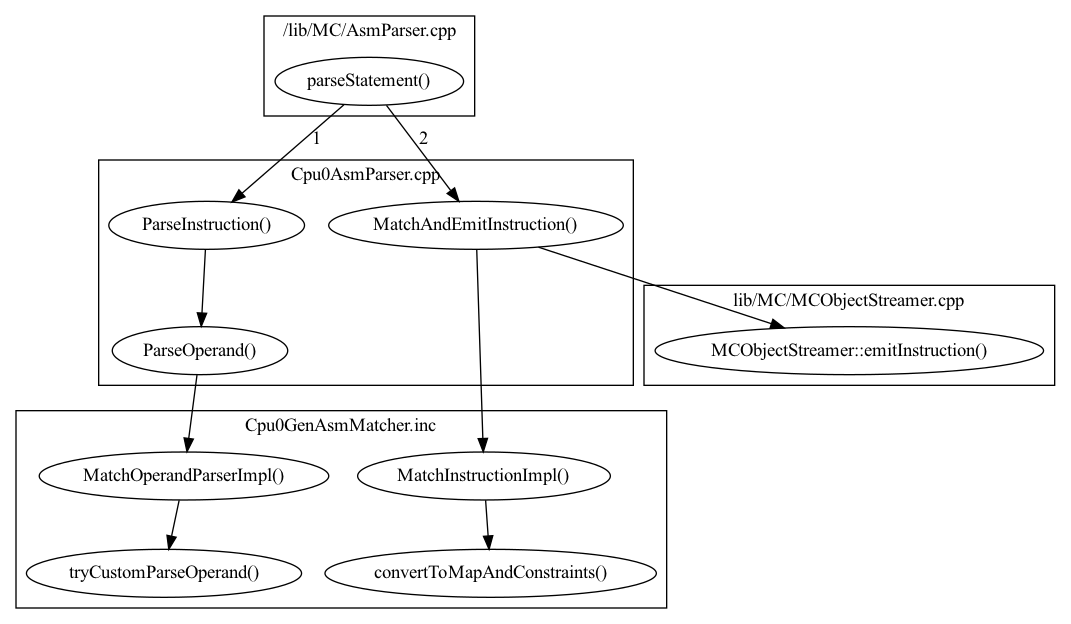 /lib/MC/AsmParser.cpp
parseStatement()
1
2
Cpu0AsmParser.cpp
ParseInstruction()
MatchAndEmitInstruction()
lib/MC/MCObjectStreamer.cpp
ParseOperand()
MCObjectStreamer::emitInstruction()
Cpu0GenAsmMatcher.inc
MatchOperandParserImpl()
MatchInstructionImpl()
tryCustomParseOperand()
convertToMapAndConstraints()